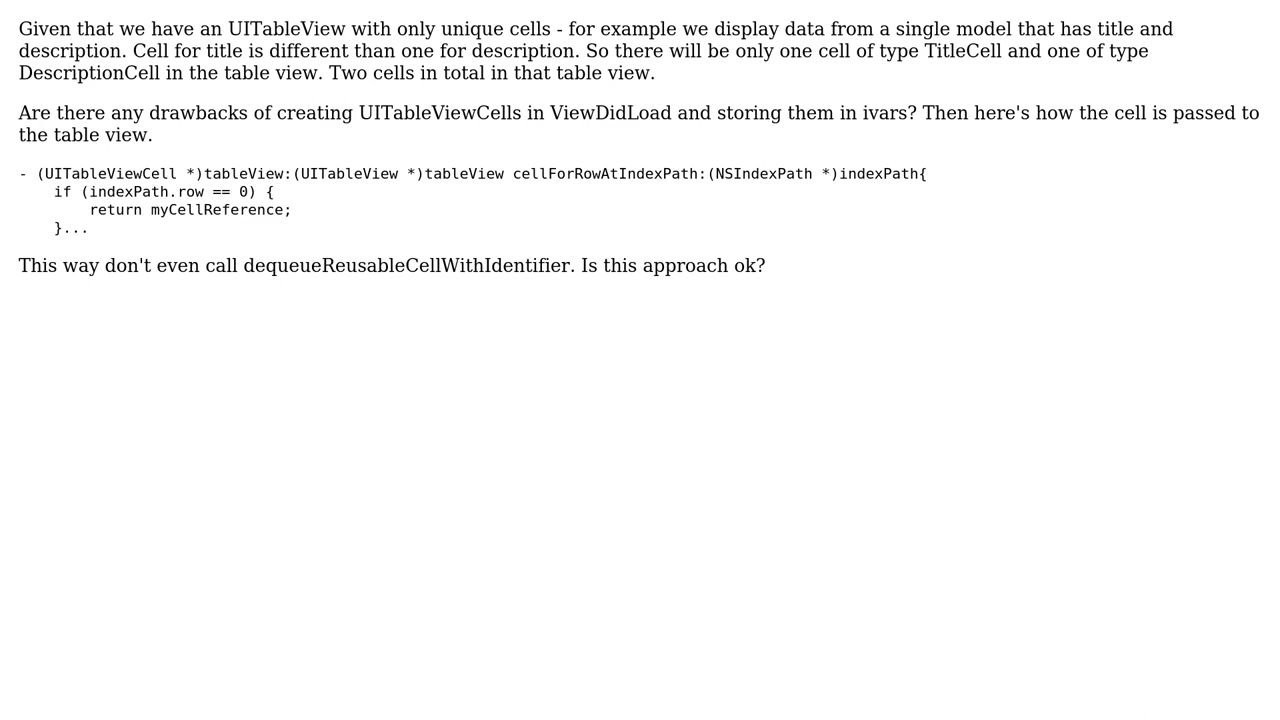 Given that we have an UITableView with only unique cells - for example we display data from a single model that has title and
description. Cell for title is different than one for description. So there will be only one cell of type TitleCell and one of type
DescriptionCell in the table view. Two cells in total in that table view.
Are there any drawbacks of creating UITableViewCells in ViewDidLoad and storing them in ivars? Then here's how the cell is passed to
the table view.
- (UITableViewCell *)tableView:(UITableView *)tableView cellForRowAtIndexPath:(NSIndexPath *)indexPath{
    if (indexPath.row == 0) {
        return myCellReference;
    }...
This way don't even call dequeueReusableCellWithIdentifier. Is this approach ok?